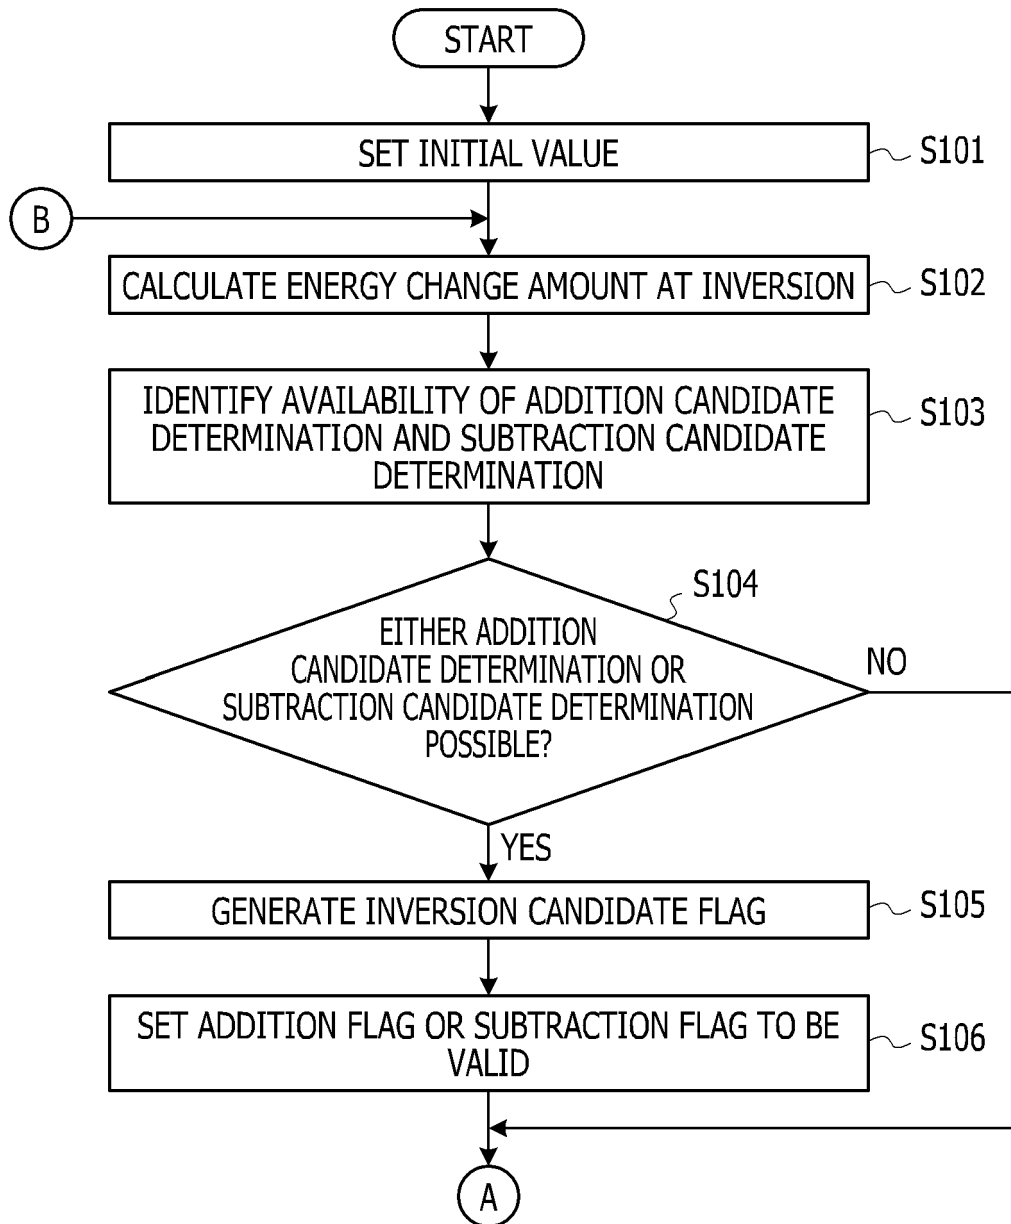 START
SET INITIAL VALUE
S101
B
CALCULATE ENERGY CHANGE AMOUNT AT INVERSION
S102
IDENTIFY AVAILABILITY OF ADDITION CANDIDATE
DETERMINATION AND SUBTRACTION CANDIDATE
DETERMINATION
S103
S104
EITHER ADDITION
CANDIDATE DETERMINATION OR
SUBTRACTION CANDIDATE DETERMINATION
POSSIBLE?
NO
YES
GENERATE INVERSION CANDIDATE FLAG
S105
SET ADDITION FLAG OR SUBTRACTION FLAG TO BE
VALID
S106
A